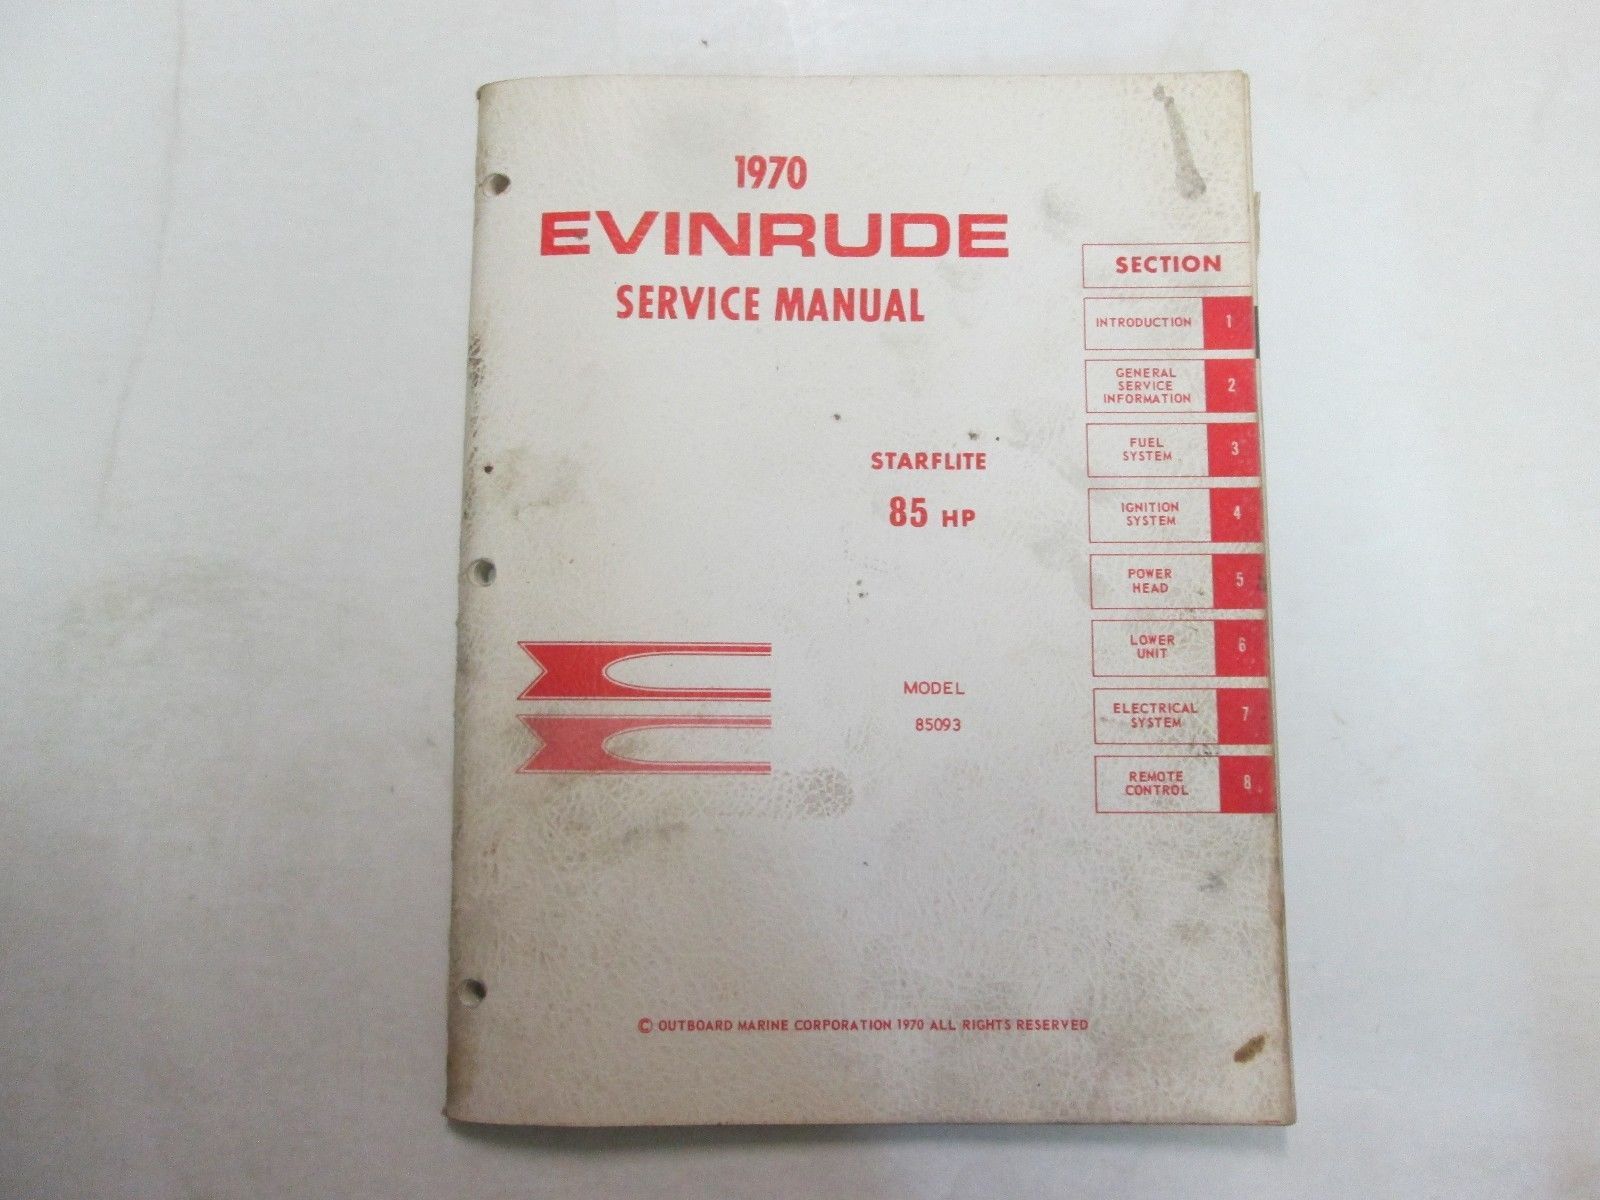 1970
EVINRUDE
SERVICE MANUAL
STARFLITE
85 HP
MODEL
85093
SECTION
INTRODUCTION 1
GENERAL
SERVICE 2
INFORMATION
FUEL
SYSTEM 3
IGNITION
SYSTEM 4
POWER
HEAD 5
LOWER
UNIT 6
ELECTRICAL
SYSTEM 7
REMOTE
CONTROL 8
© OUTBOARD MARINE CORPORATION 1970 ALL RIGHTS RESERVED